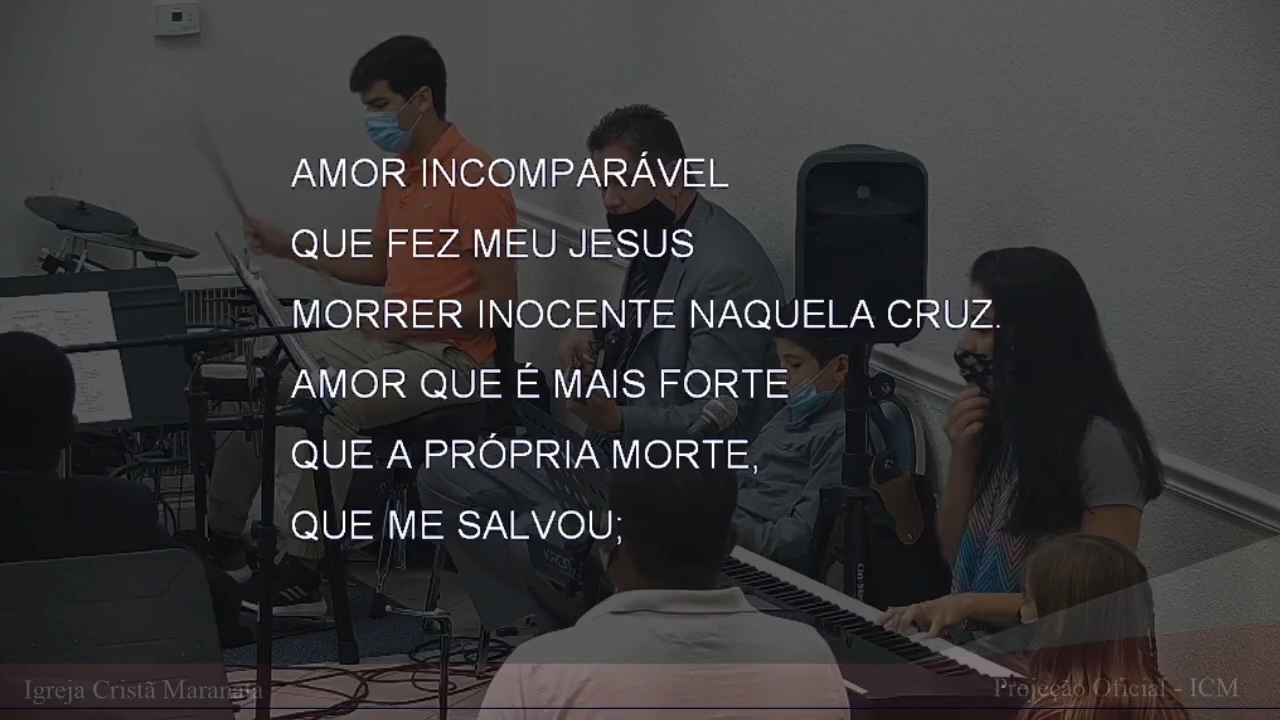 AMOR INCOMPARÁVEL
QUE FEZ MEU JESUS
MORRER INOCENTE NAQUELA CRUZ.
AMOR QUE É MAIS FORTE
QUE A PRÓPRIA MORTE,
QUE ME SALVOU;
Igreja Cristã Maranata
Projeção Oficial - ICM